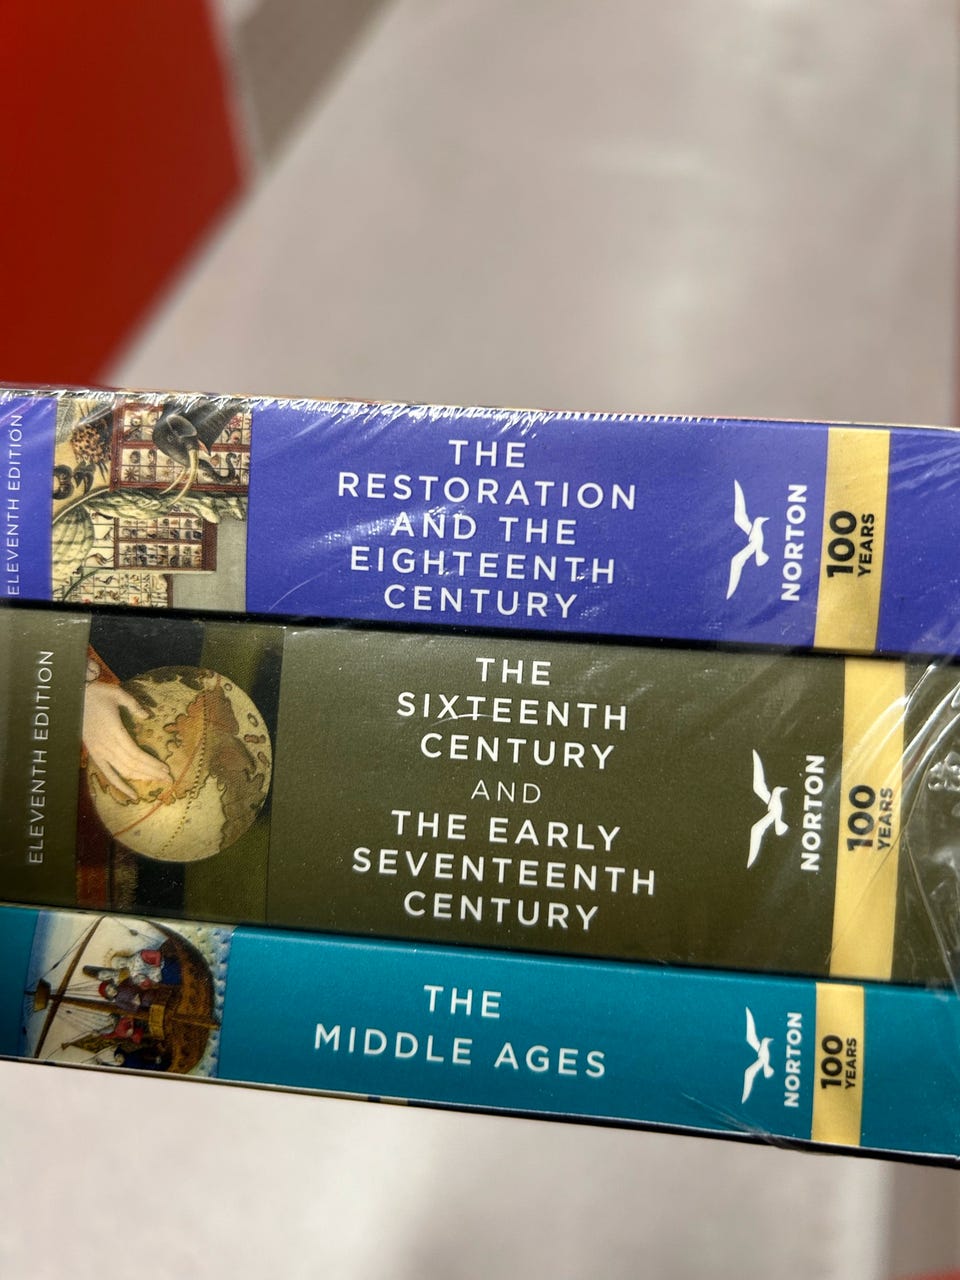 ELEVENTH EDITION
THE
RESTORATION
AND THE
EIGHTEENTH
CENTURY
NORTON
100
YEARS
ELEVENTH EDITION
THE
SIXTEENTH
CENTURY
AND
THE EARLY
SEVENTEENTH
CENTURY
NORTON
100
YEARS
THE
MIDDLE AGES
NORTON
100
YEARS